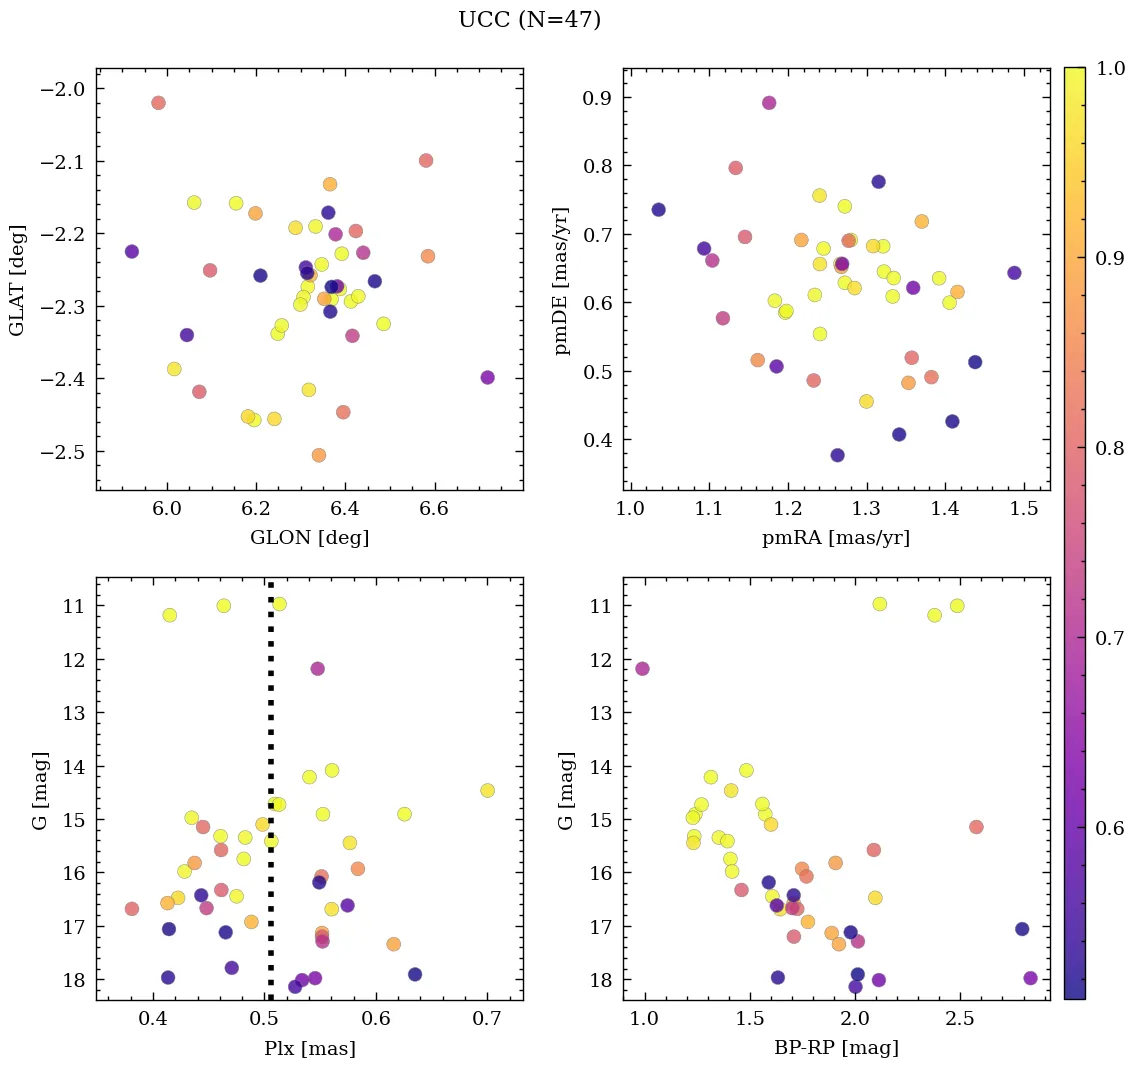 UCC (N=47)
−2.0
−2.1
−2.2
−2.3
−2.4
−2.5
GLAT [deg]
6.0 6.2 6.4 6.6
GLON [deg]
0.9
0.8
0.7
0.6
0.5
0.4
pmDE [mas/yr]
1.0 1.1 1.2 1.3 1.4 1.5
pmRA [mas/yr]
1.0
0.9
0.8
0.7
0.6
11
12
13
14
15
16
17
18
G [mag]
0.4 0.5 0.6 0.7
Plx [mas]
11
12
13
14
15
16
17
18
G [mag]
1.0 1.5 2.0 2.5
BP-RP [mag]